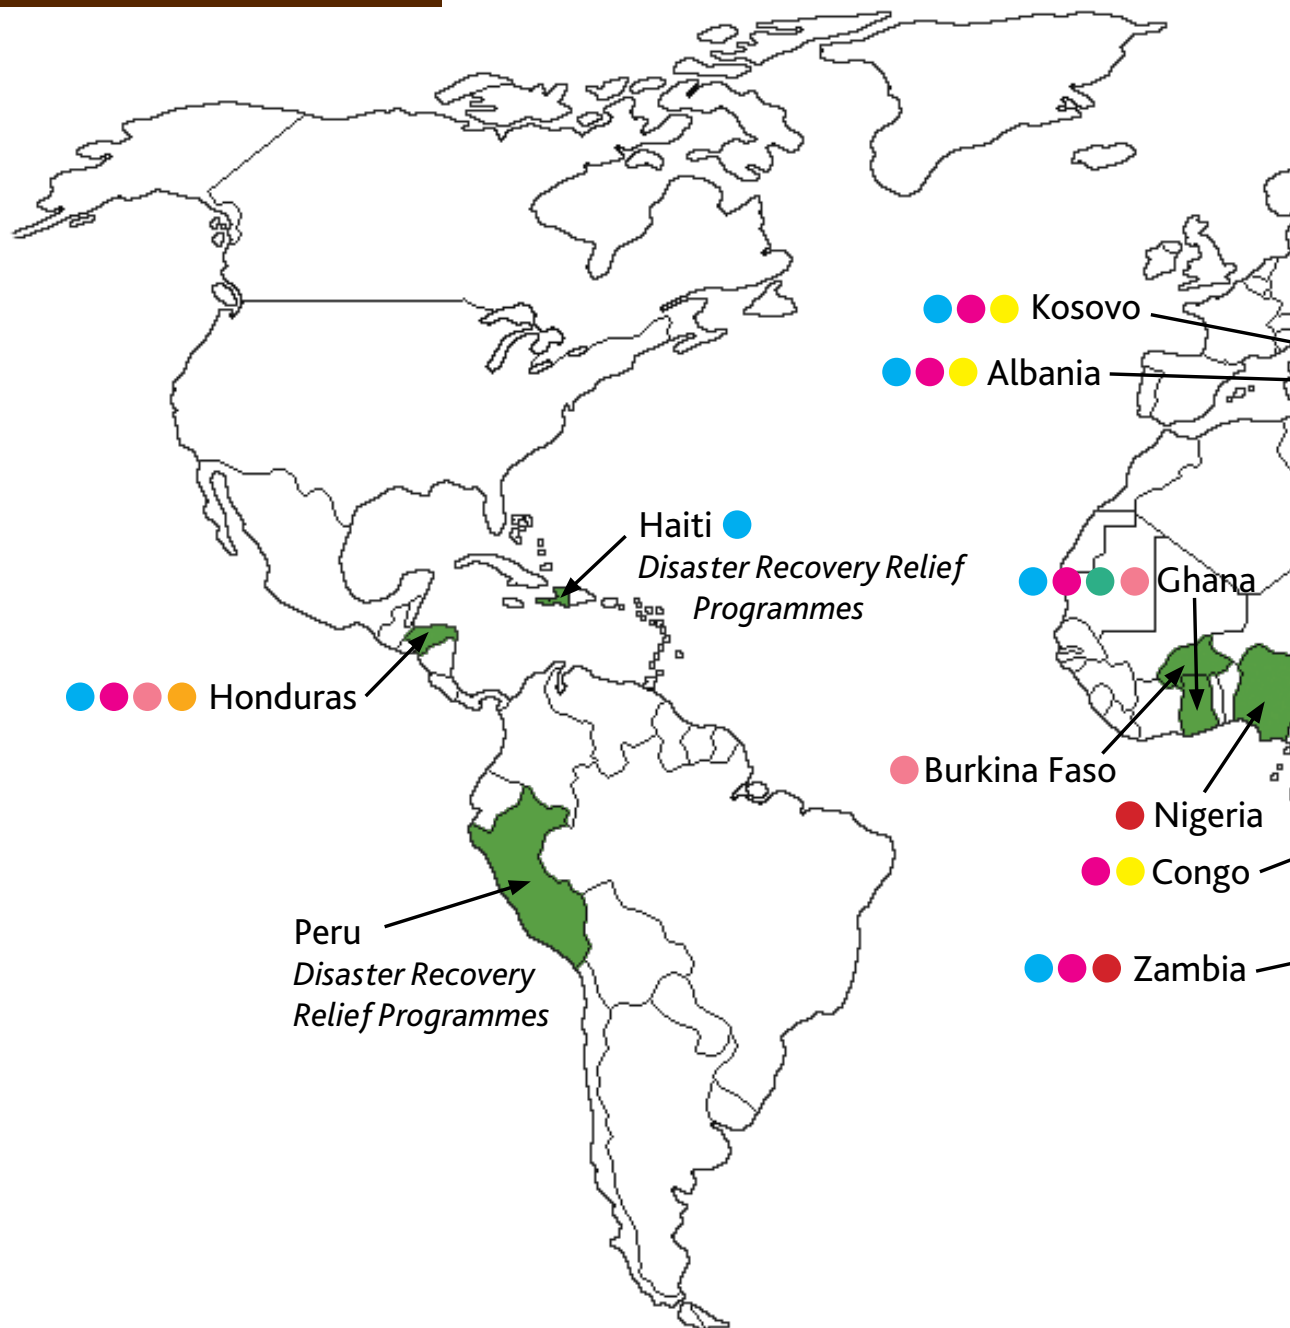 Kosovo
Albania
Haiti
Disaster Recovery Relief
Programmes
Ghana
Honduras
Burkina Faso
Nigeria
Congo
Peru
Disaster Recovery
Relief Programmes
Zambia